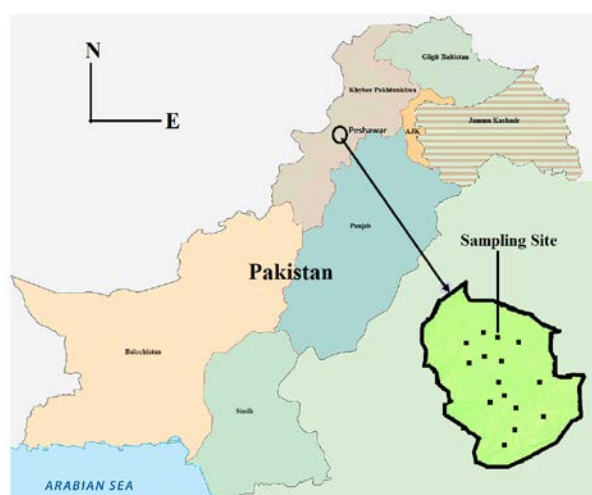 N
E
Gilgit Baltistan
Khyber Pakhtunkhwa
Jammu Kashmir
AJK
Peshawar
Punjab
Sampling Site
Pakistan
Balochistan
Sindh
ARABIAN SEA